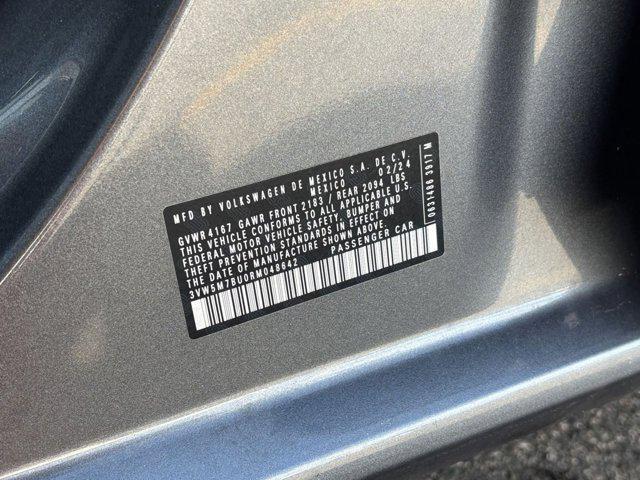 MFD BY VOLKSWAGEN DE MEXICO S.A. DE C.V.
MEXICO 02/24
GVWR 4167 GAWR FRONT 2183 / REAR 2094 LBS
THIS VEHICLE CONFORMS TO ALL APPLICABLE U.S.
FEDERAL MOTOR VEHICLE SAFETY, BUMPER AND
THEFT PREVENTION STANDARDS IN EFFECT ON
THE DATE OF MANUFACTURE SHOWN ABOVE.
3VW5M7BU0RM048642 PASSENGER CAR
0631486 3917 M